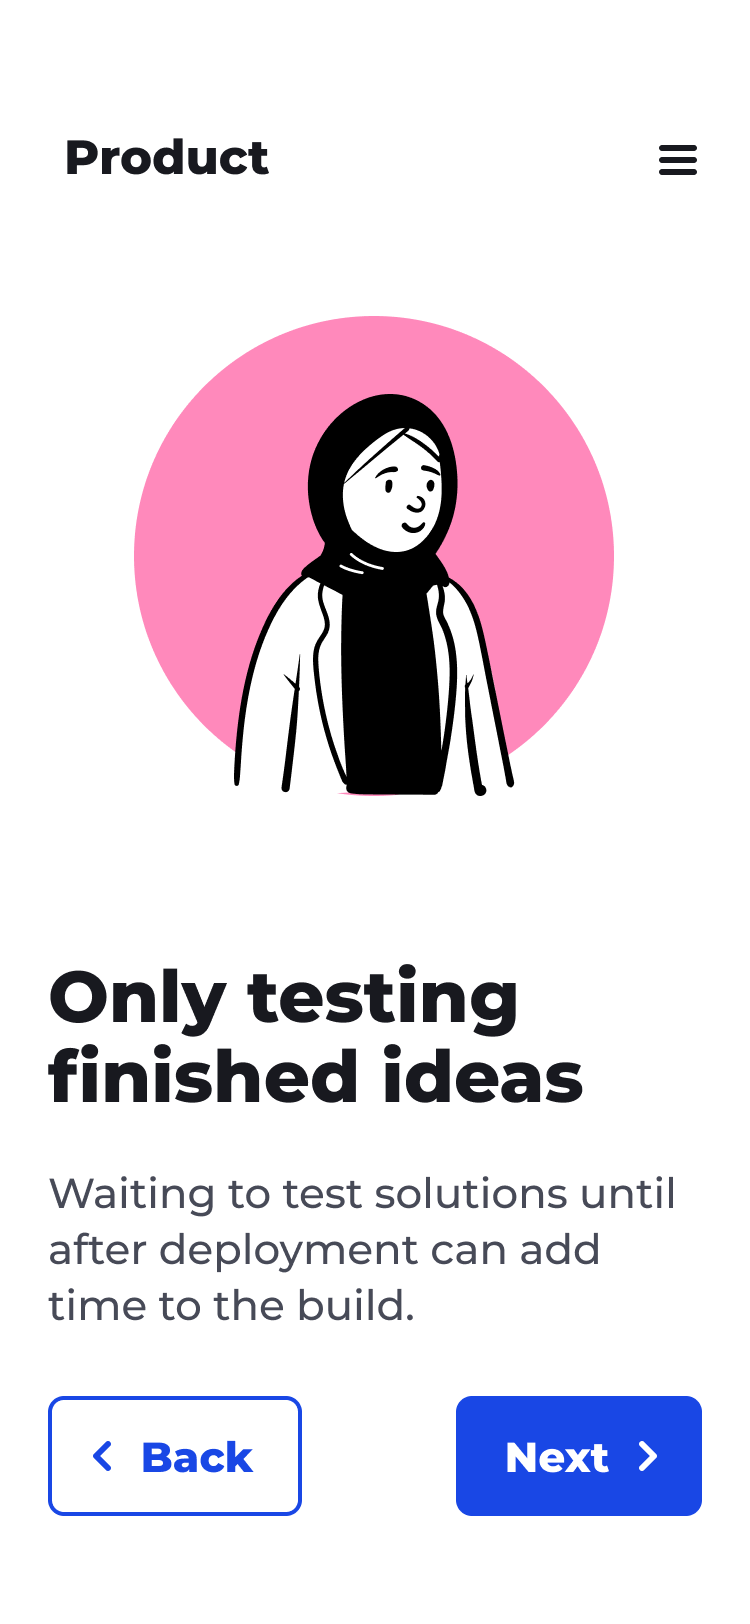 Product
Only testing
finished ideas
Waiting to test solutions until
after deployment can add
time to the build.
Back
Next